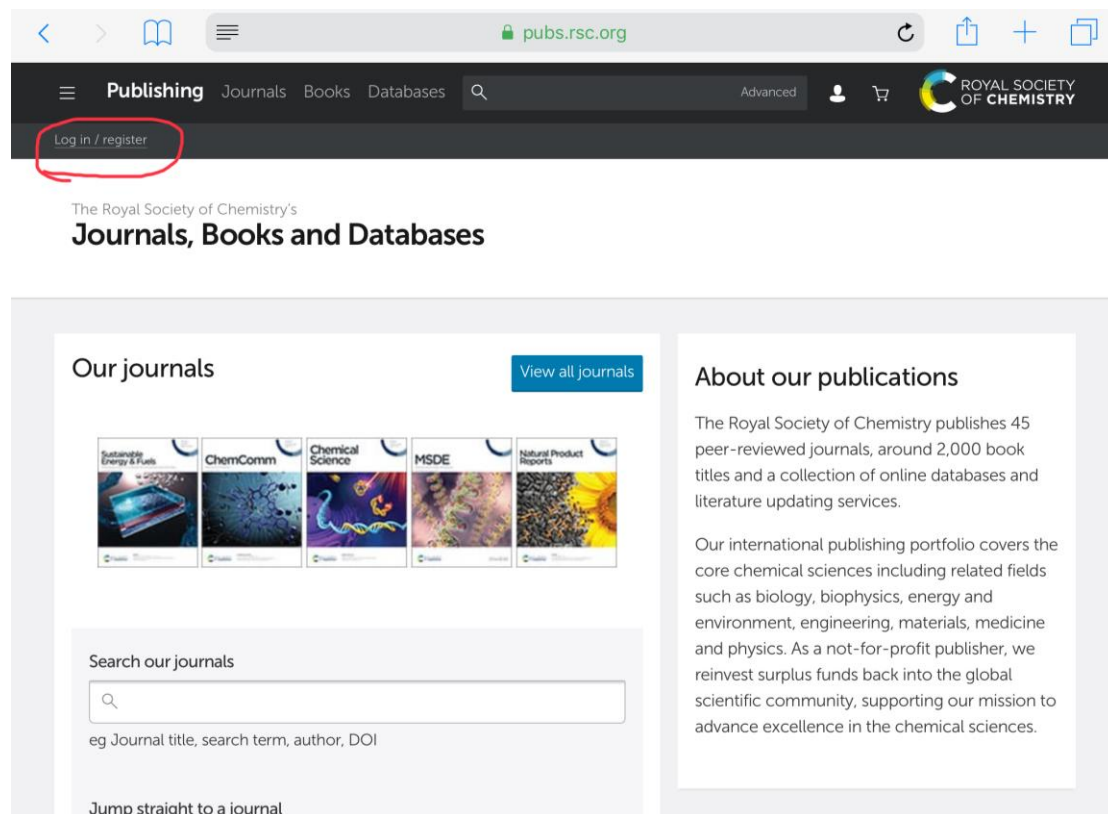 pubs.rsc.org
Publishing Journals Books Databases Advanced
ROYAL SOCIETY
OF CHEMISTRY
Log in / register
The Royal Society of Chemistry's
Journals, Books and Databases
Our journals
View all journals
Sustainable
Energy & Fuels
ChemComm
Chemical
Science
MSDE
Natural Product
Reports
Search our journals
eg Journal title, search term, author, DOI
Jump straight to a journal
About our publications
The Royal Society of Chemistry publishes 45
peer-reviewed journals, around 2,000 book
titles and a collection of online databases and
literature updating services.
Our international publishing portfolio covers the
core chemical sciences including related fields
such as biology, biophysics, energy and
environment, engineering, materials, medicine
and physics. As a not-for-profit publisher, we
reinvest surplus funds back into the global
scientific community, supporting our mission to
advance excellence in the chemical sciences.